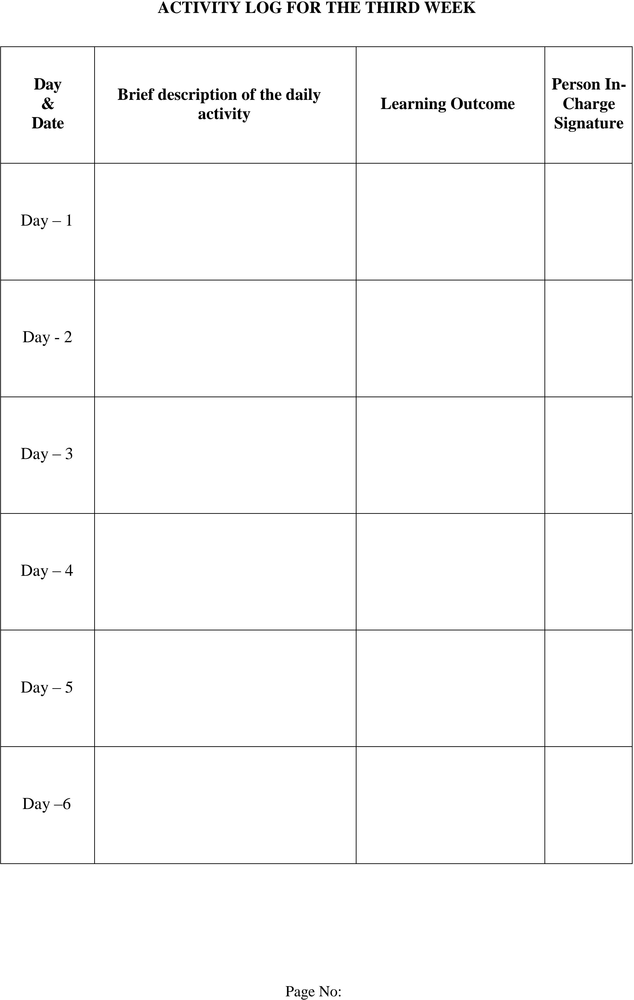 ACTIVITY LOG FOR THE THIRD WEEK
Day
&
Date
Brief description of the daily
activity
Learning Outcome
Person In-
Charge
Signature
Day – 1
Day - 2
Day – 3
Day – 4
Day – 5
Day –6
Page No: